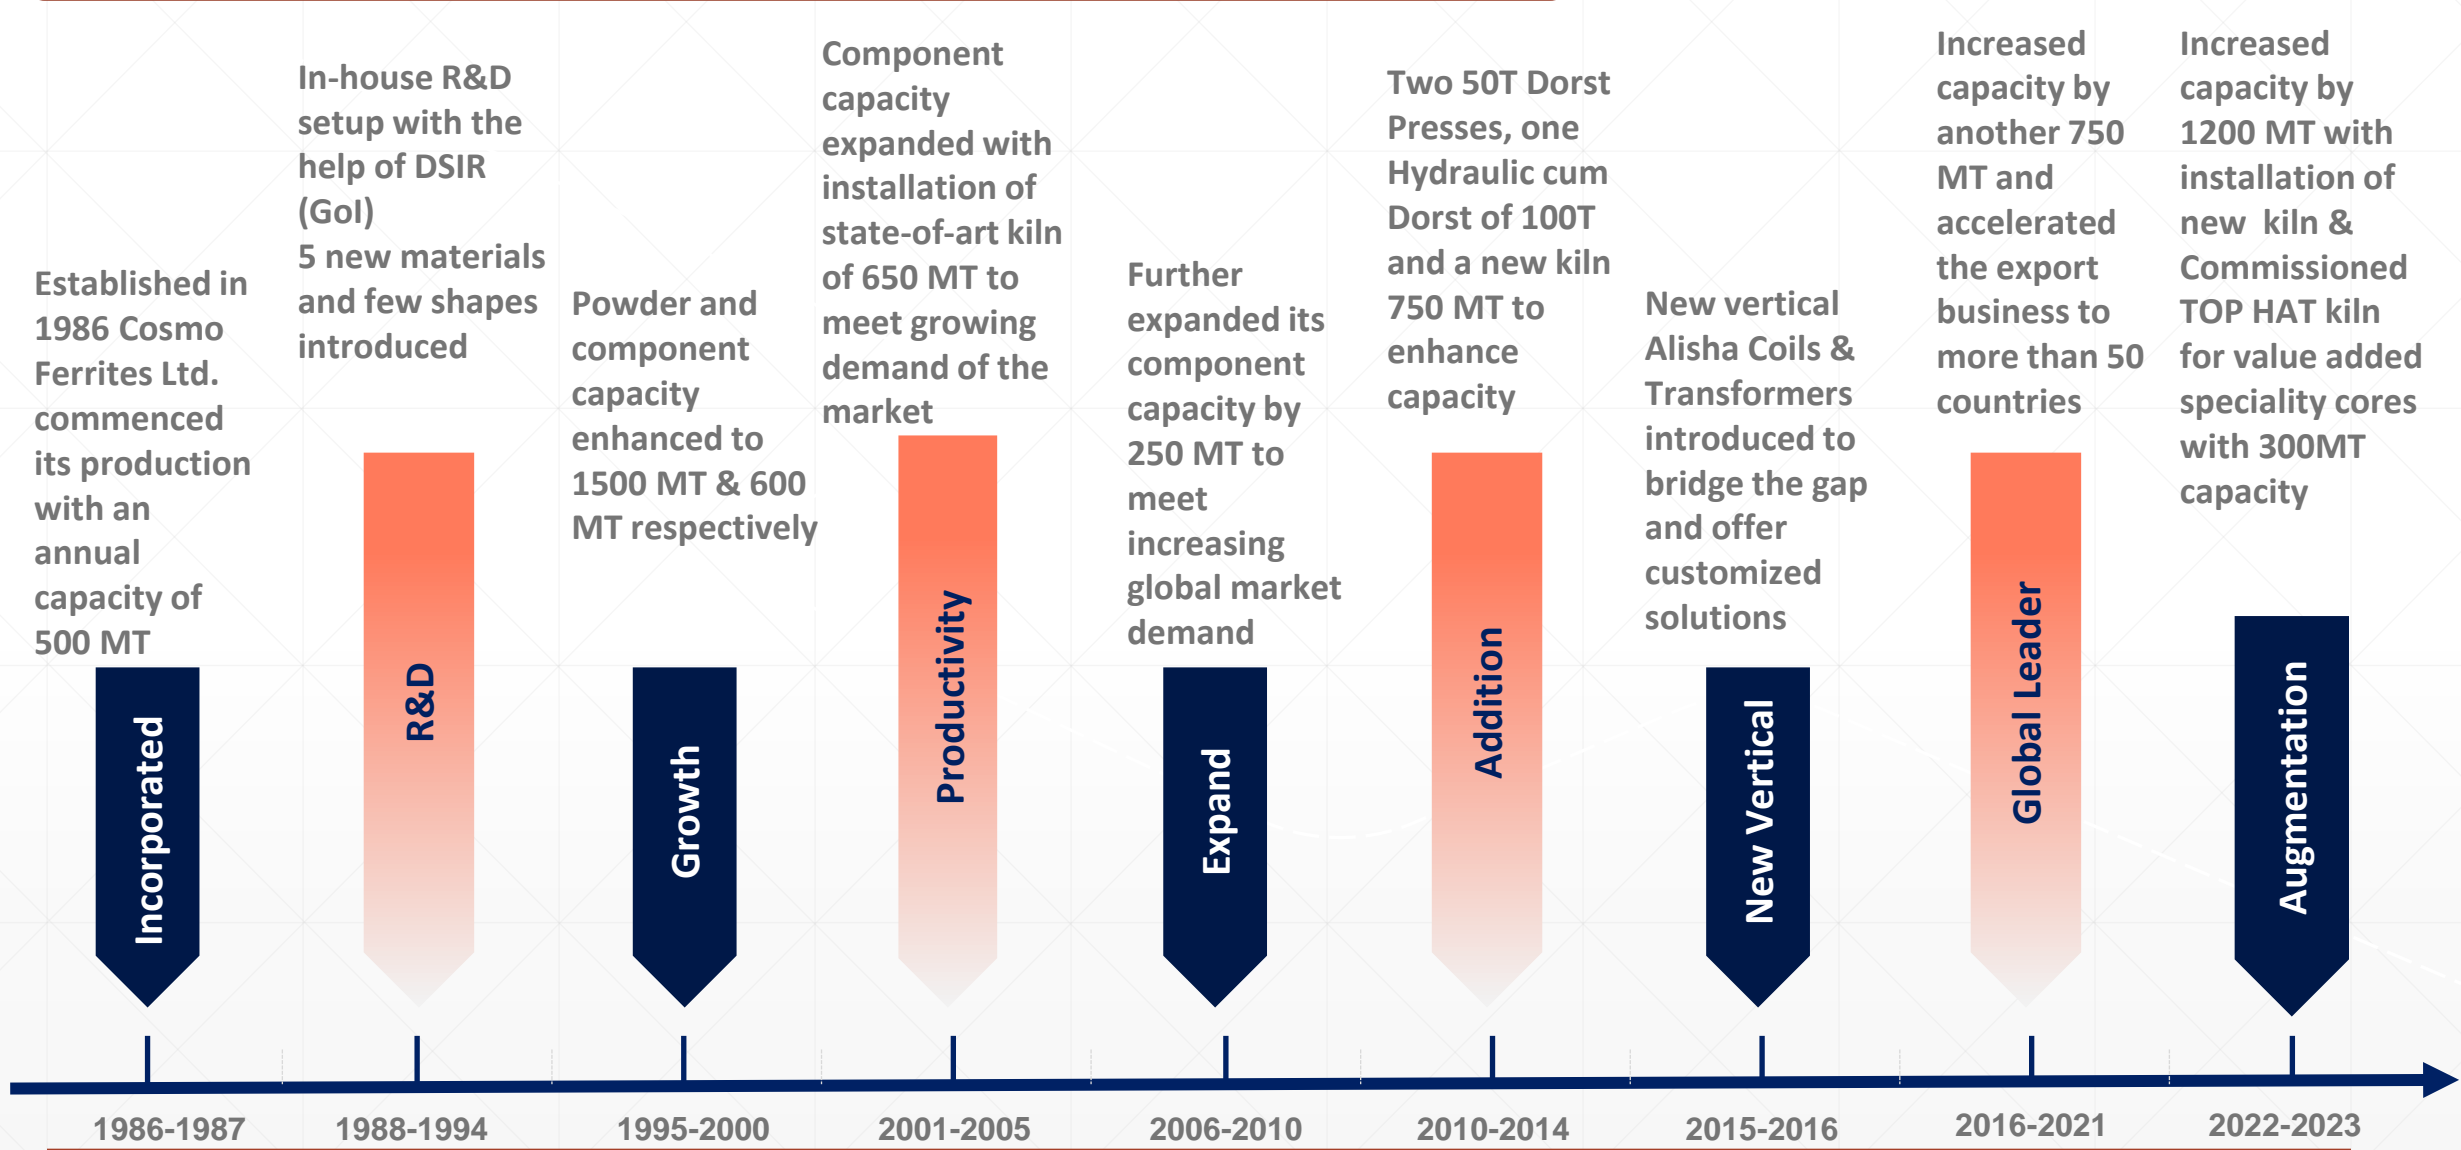 Established in
1986 Cosmo
Ferrites Ltd.
commenced
its production
with an
annual
capacity of
500 MT
Incorporated
1986-1987
In-house R&D
setup with the
help of DSIR
(GoI)
5 new materials
and few shapes
introduced
R&D
1988-1994
Powder and
component
capacity
enhanced to
1500 MT & 600
MT respectively
Growth
1995-2000
Component
capacity
expanded with
installation of
state-of-art kiln
of 650 MT to
meet growing
demand of the
market
Productivity
2001-2005
Further
expanded its
component
capacity by
250 MT to
meet
increasing
global market
demand
Expand
2006-2010
Two 50T Dorst
Presses, one
Hydraulic cum
Dorst of 100T
and a new kiln
750 MT to
enhance
capacity
Addition
2010-2014
New vertical
Alisha Coils &
Transformers
introduced to
bridge the gap
and offer
customized
solutions
New Vertical
2015-2016
Increased
capacity by
another 750
MT and
accelerated
the export
business to
more than 50
countries
Global Leader
2016-2021
Increased
capacity by
1200 MT with
installation of
new kiln &
Commissioned
TOP HAT kiln
for value added
speciality cores
with 300MT
capacity
Augmentation
2022-2023